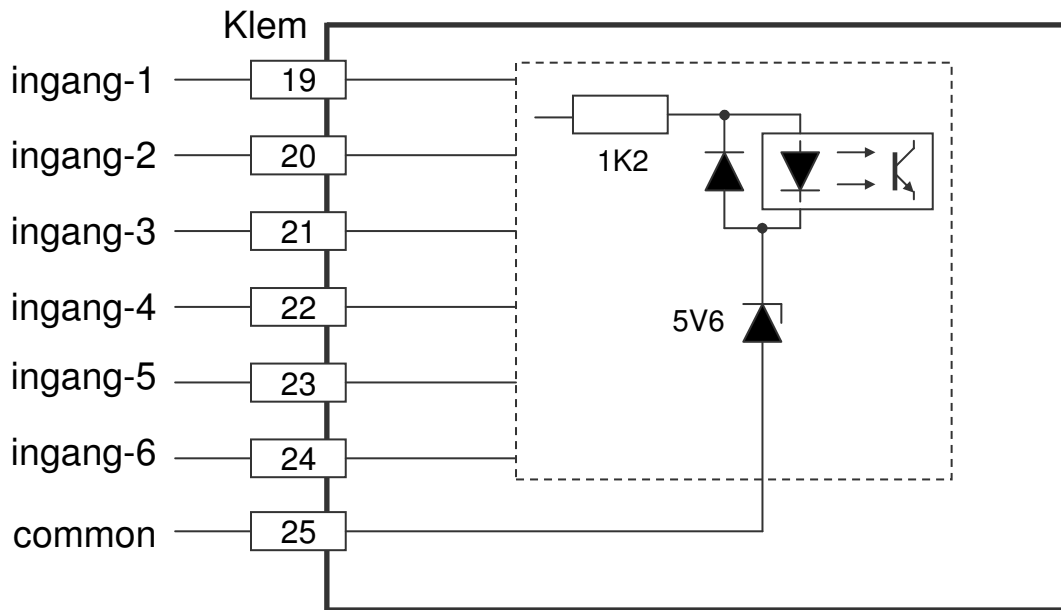 Klem
ingang-1 19
ingang-2 20
ingang-3 21
ingang-4 22
ingang-5 23
ingang-6 24
common 25
1K2
5V6